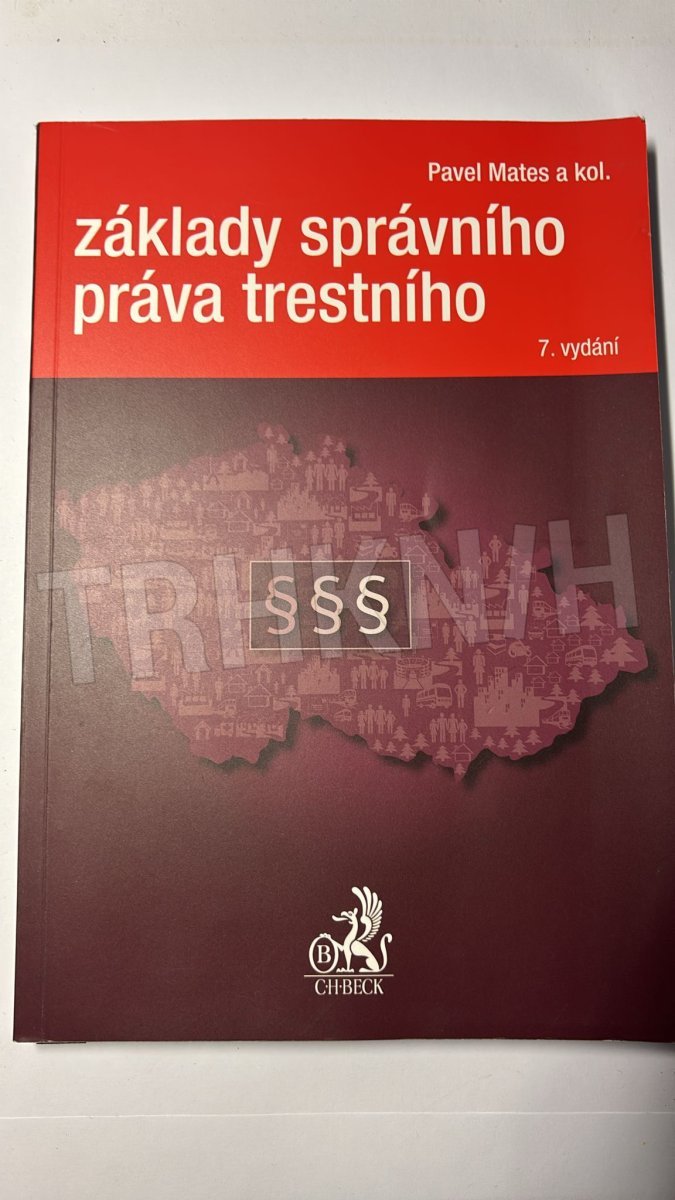 Pavel Mates a kol.
základy správního
práva trestního
7. vydání
TRHKNIH
§§§
B
C·H·BECK